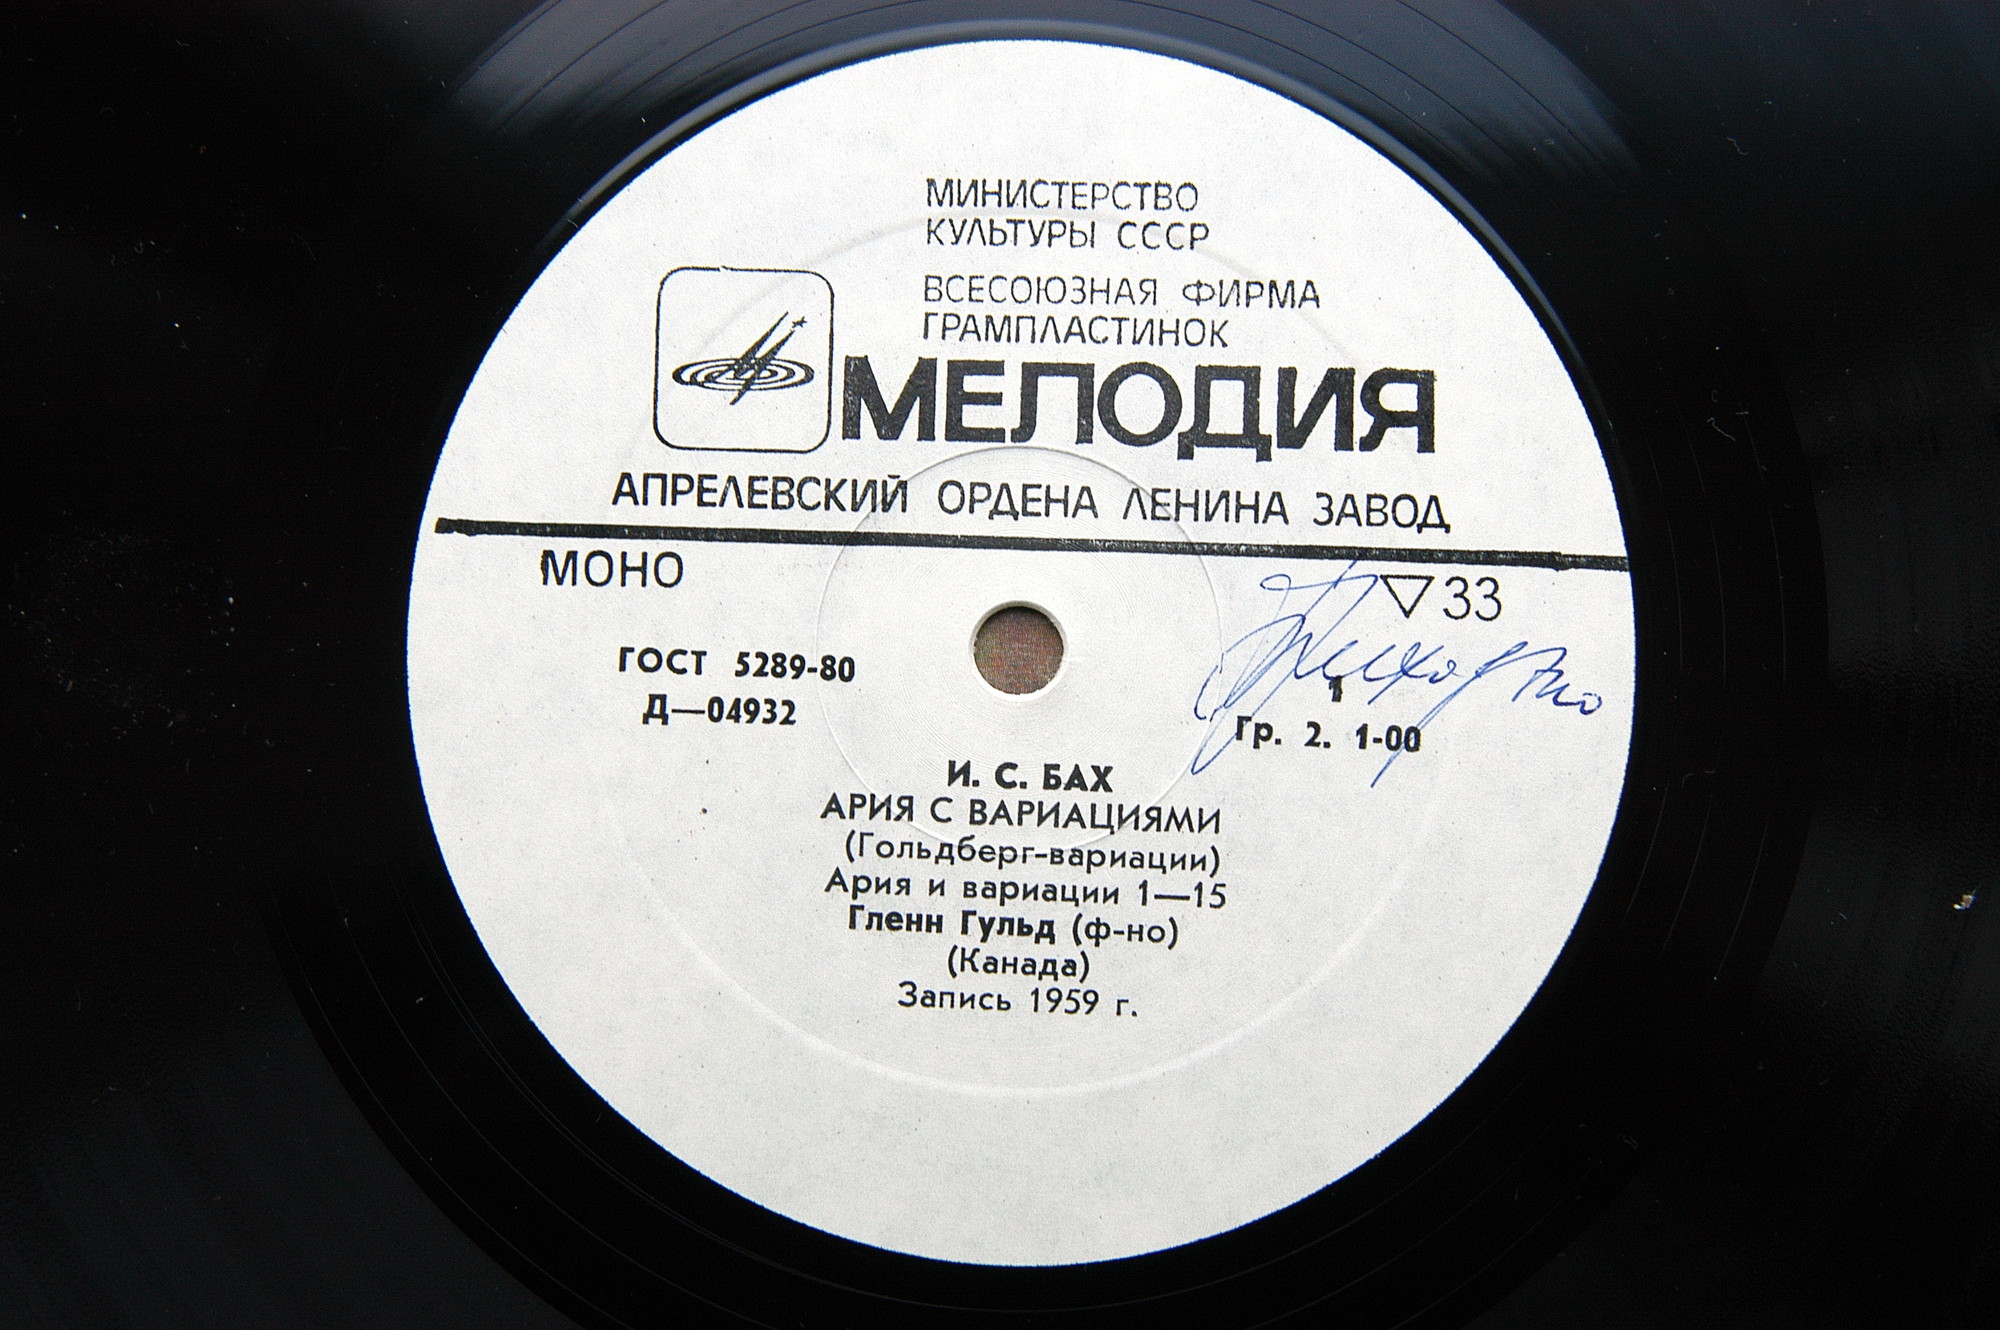 МИНИСТЕРСТВО
КУЛЬТУРЫ СССР
ВСЕСОЮЗНАЯ ФИРМА
ГРАМПЛАСТИНОК
МЕЛОДИЯ
АПРЕЛЕВСКИЙ ОРДЕНА ЛЕНИНА ЗАВОД
МОНО
▽33
ГОСТ 5289-80
Д—04932
1
Гр. 2. 1-00
И. С. БАХ
АРИЯ С ВАРИАЦИЯМИ
(Гольдберг-вариации)
Ария и вариации 1—15
Гленн Гульд (ф-но)
(Канада)
Запись 1959 г.